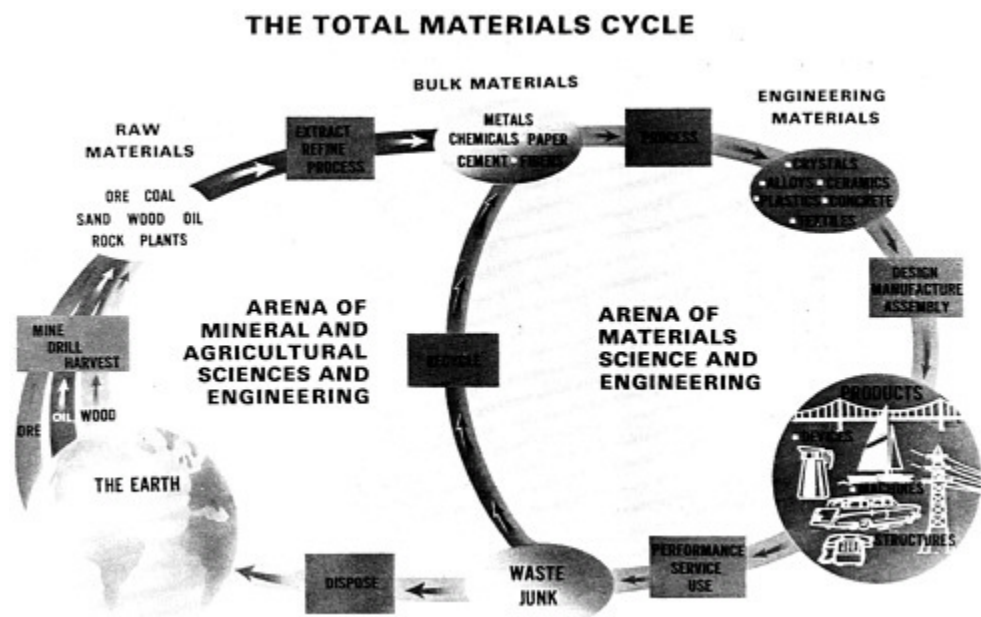 THE TOTAL MATERIALS CYCLE
BULK MATERIALS
METALS
CHEMICALS PAPER
CEMENT FIBERS
EXTRACT
REFINE
PROCESS
PROCESS
ENGINEERING
MATERIALS
CRYSTALS
ALLOYS CERAMICS
PLASTICS CONCRETE
TEXTILES
RAW
MATERIALS
ORE COAL
SAND WOOD OIL
ROCK PLANTS
DESIGN
MANUFACTURE
ASSEMBLY
MINE
DRILL
HARVEST
ARENA OF
MINERAL AND
AGRICULTURAL
SCIENCES AND
ENGINEERING
RECYCLE
ARENA OF
MATERIALS
SCIENCE AND
ENGINEERING
PRODUCTS
DEVICES
MACHINES
STRUCTURES
ORE
OIL
WOOD
THE EARTH
DISPOSE
WASTE
JUNK
PERFORMANCE
SERVICE
USE